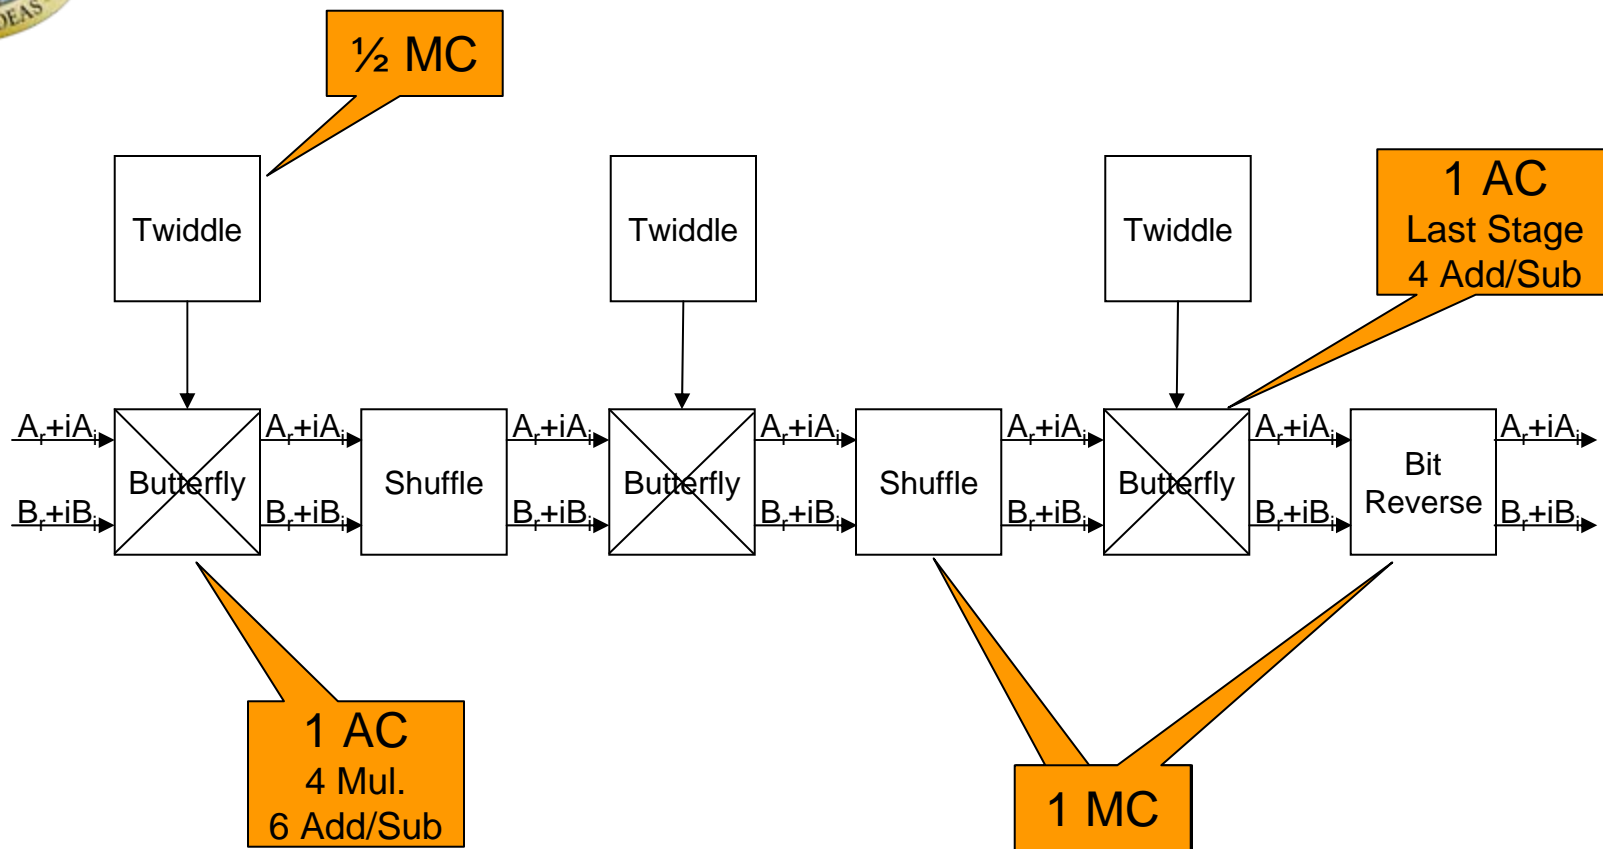 DEAS
½ MC
Twiddle
Twiddle
Twiddle
1 AC
Last Stage
4 Add/Sub
Aᵣ+iAᵢ
Aᵣ+iAᵢ
Aᵣ+iAᵢ
Aᵣ+iAᵢ
Aᵣ+iAᵢ
Aᵣ+iAᵢ
Aᵣ+iAᵢ
Butterfly
Shuffle
Butterfly
Shuffle
Butterfly
Bit
Reverse
Bᵣ+iBᵢ
Bᵣ+iBᵢ
Bᵣ+iBᵢ
Bᵣ+iBᵢ
Bᵣ+iBᵢ
Bᵣ+iBᵢ
Bᵣ+iBᵢ
1 AC
4 Mul.
6 Add/Sub
1 MC